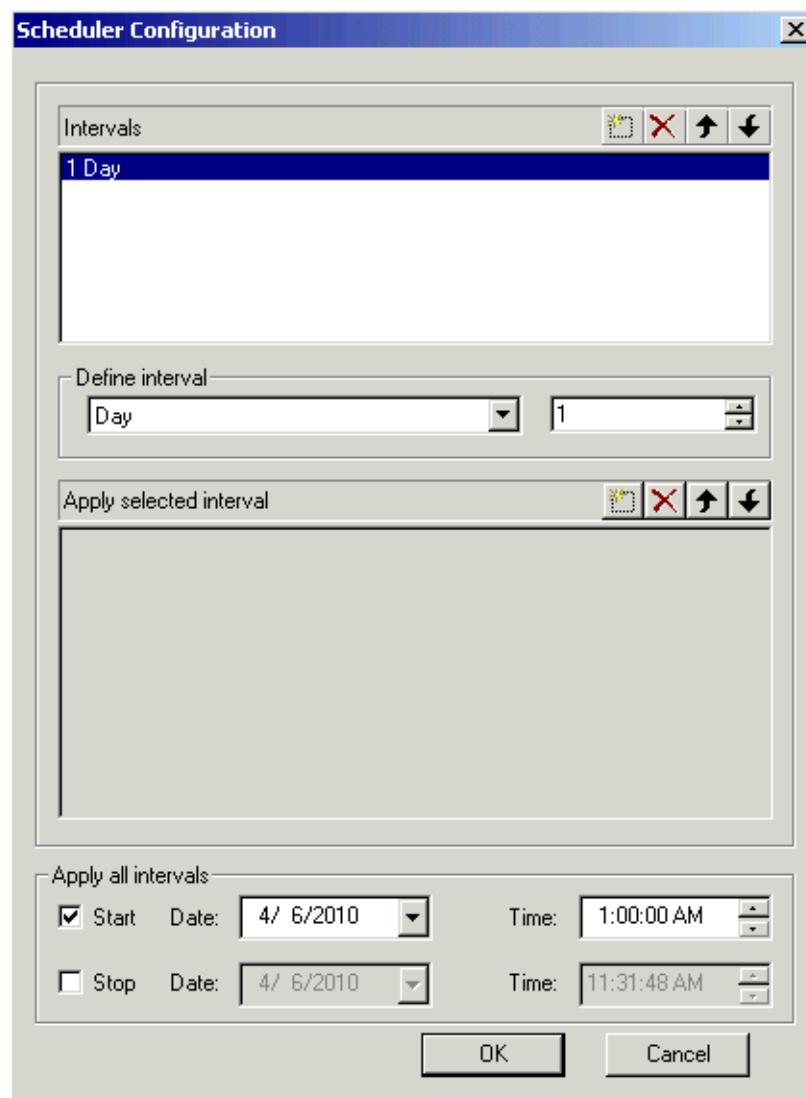 Scheduler Configuration
Intervals
1 Day
Define interval
Day 1
Apply selected interval
Apply all intervals
Start Date: 4/ 6/2010 Time: 1:00:00 AM
Stop Date: 4/ 6/2010 Time: 11:31:48 AM
OK Cancel